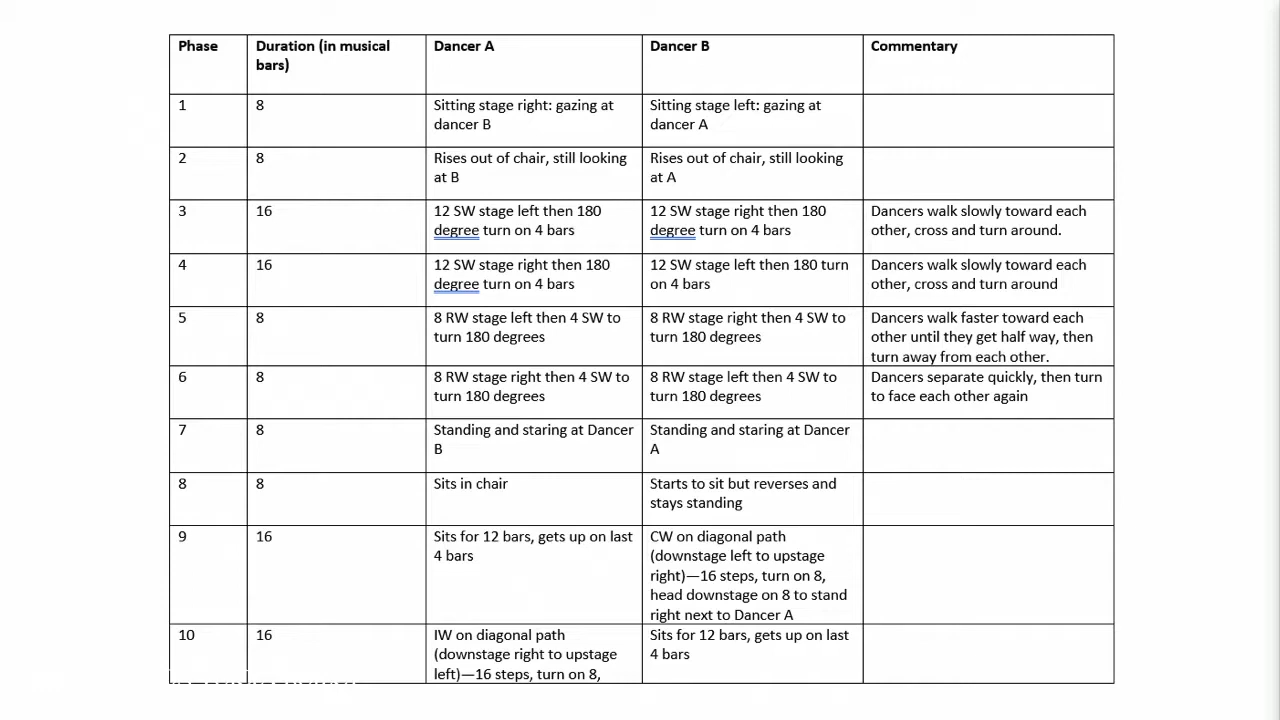 Phase Duration (in musical bars) Dancer A Dancer B Commentary
1 8 Sitting stage right: gazing at dancer B Sitting stage left: gazing at dancer A
2 8 Rises out of chair, still looking at B Rises out of chair, still looking at A
3 16 12 SW stage left then 180 degree turn on 4 bars 12 SW stage right then 180 degree turn on 4 bars Dancers walk slowly toward each other, cross and turn around.
4 16 12 SW stage right then 180 degree turn on 4 bars 12 SW stage left then 180 turn on 4 bars Dancers walk slowly toward each other, cross and turn around
5 8 8 RW stage left then 4 SW to turn 180 degrees 8 RW stage right then 4 SW to turn 180 degrees Dancers walk faster toward each other until they get half way, then turn away from each other.
6 8 8 RW stage right then 4 SW to turn 180 degrees 8 RW stage left then 4 SW to turn 180 degrees Dancers separate quickly, then turn to face each other again
7 8 Standing and staring at Dancer B Standing and staring at Dancer A
8 8 Sits in chair Starts to sit but reverses and stays standing
9 16 Sits for 12 bars, gets up on last 4 bars CW on diagonal path (downstage left to upstage right)—16 steps, turn on 8, head downstage on 8 to stand right next to Dancer A
10 16 IW on diagonal path (downstage right to upstage left)—16 steps, turn on 8, Sits for 12 bars, gets up on last 4 bars